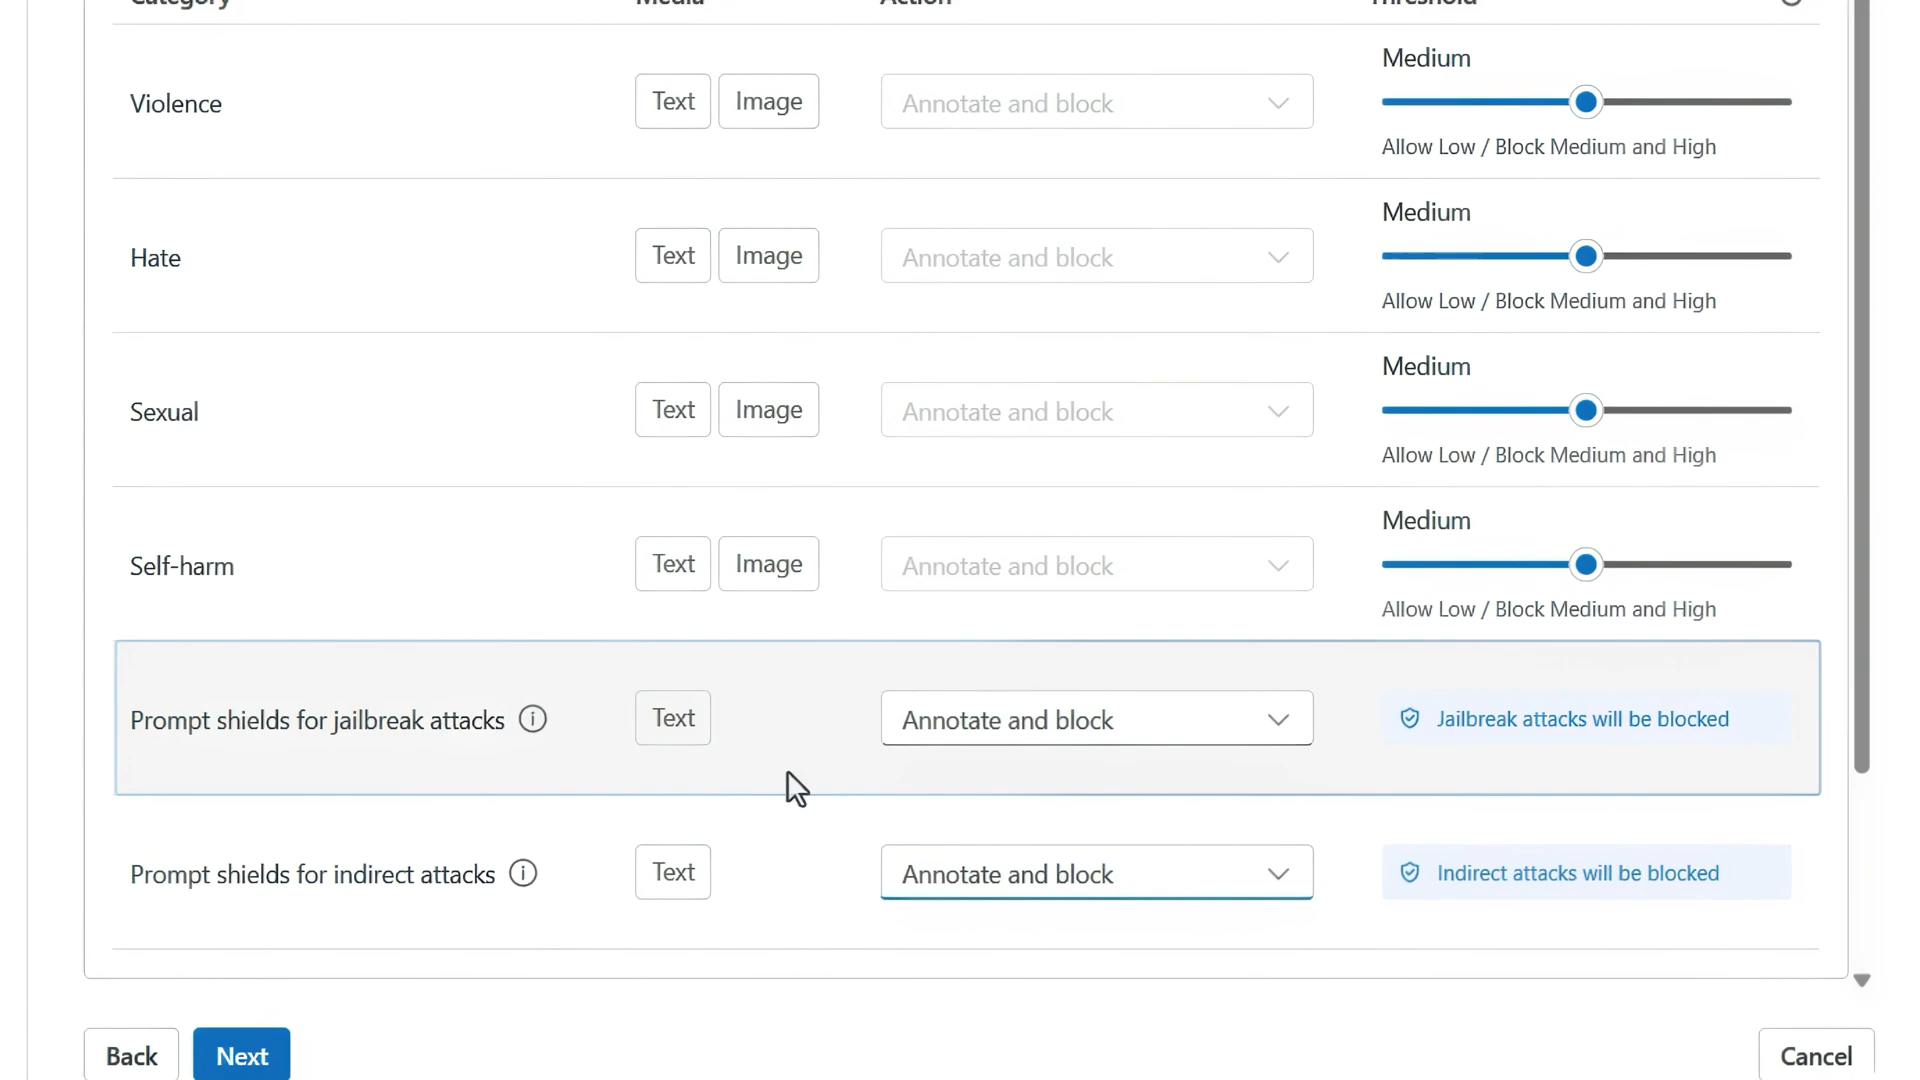 Category Media Action Threshold
Medium
Violence Text Image Annotate and block
Allow Low / Block Medium and High
Medium
Hate Text Image Annotate and block
Allow Low / Block Medium and High
Medium
Sexual Text Image Annotate and block
Allow Low / Block Medium and High
Medium
Self-harm Text Image Annotate and block
Allow Low / Block Medium and High
Prompt shields for jailbreak attacks Text Annotate and block Jailbreak attacks will be blocked
Prompt shields for indirect attacks Text Annotate and block Indirect attacks will be blocked
Back Next Cancel